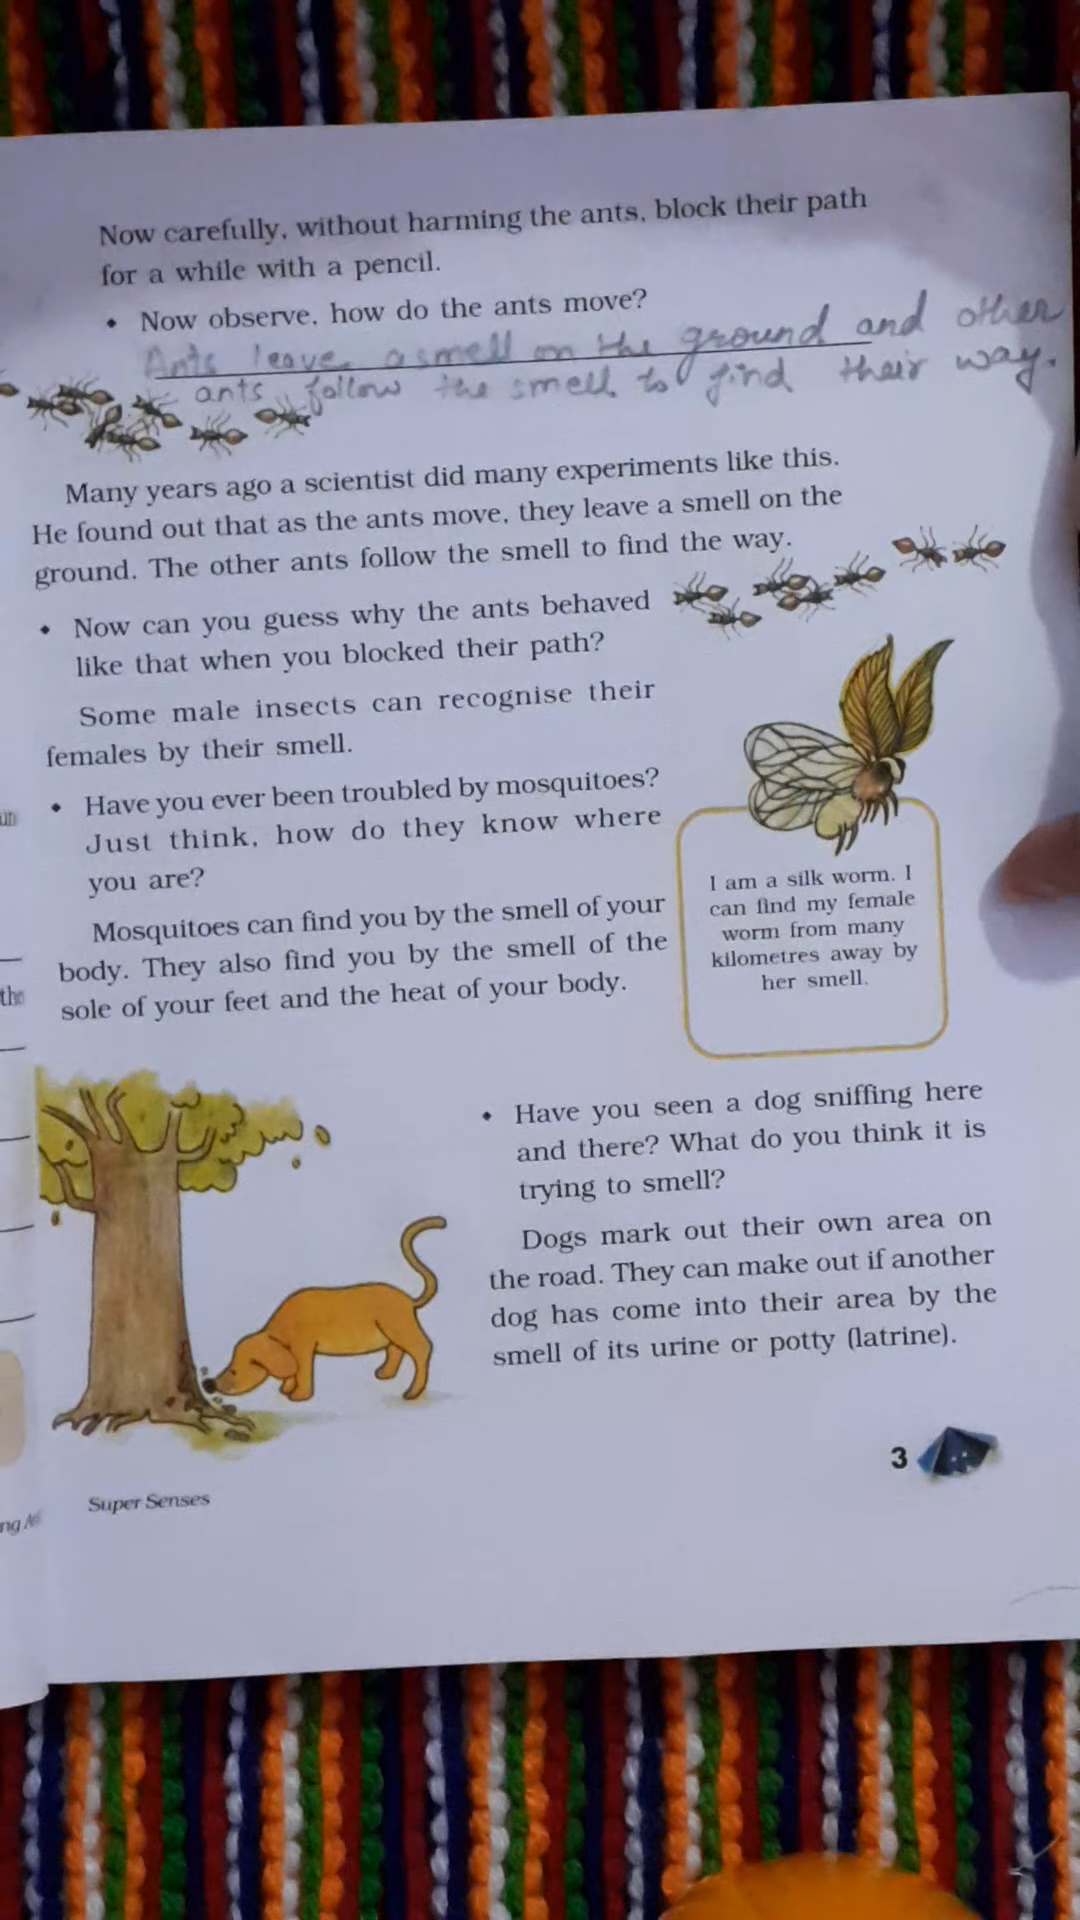 Now carefully, without harming the ants, block their path
for a while with a pencil.
• Now observe, how do the ants move?
Ants leave a smell on the ground and other
ants follow the smell to find their way.
Many years ago a scientist did many experiments like this.
He found out that as the ants move, they leave a smell on the
ground. The other ants follow the smell to find the way.
• Now can you guess why the ants behaved
like that when you blocked their path?
Some male insects can recognise their
females by their smell.
• Have you ever been troubled by mosquitoes?
Just think, how do they know where
you are?
Mosquitoes can find you by the smell of your
body. They also find you by the smell of the
sole of your feet and the heat of your body.
I am a silk worm. I
can find my female
worm from many
kilometres away by
her smell.
• Have you seen a dog sniffing here
and there? What do you think it is
trying to smell?
Dogs mark out their own area on
the road. They can make out if another
dog has come into their area by the
smell of its urine or potty (latrine).
3
Super Senses